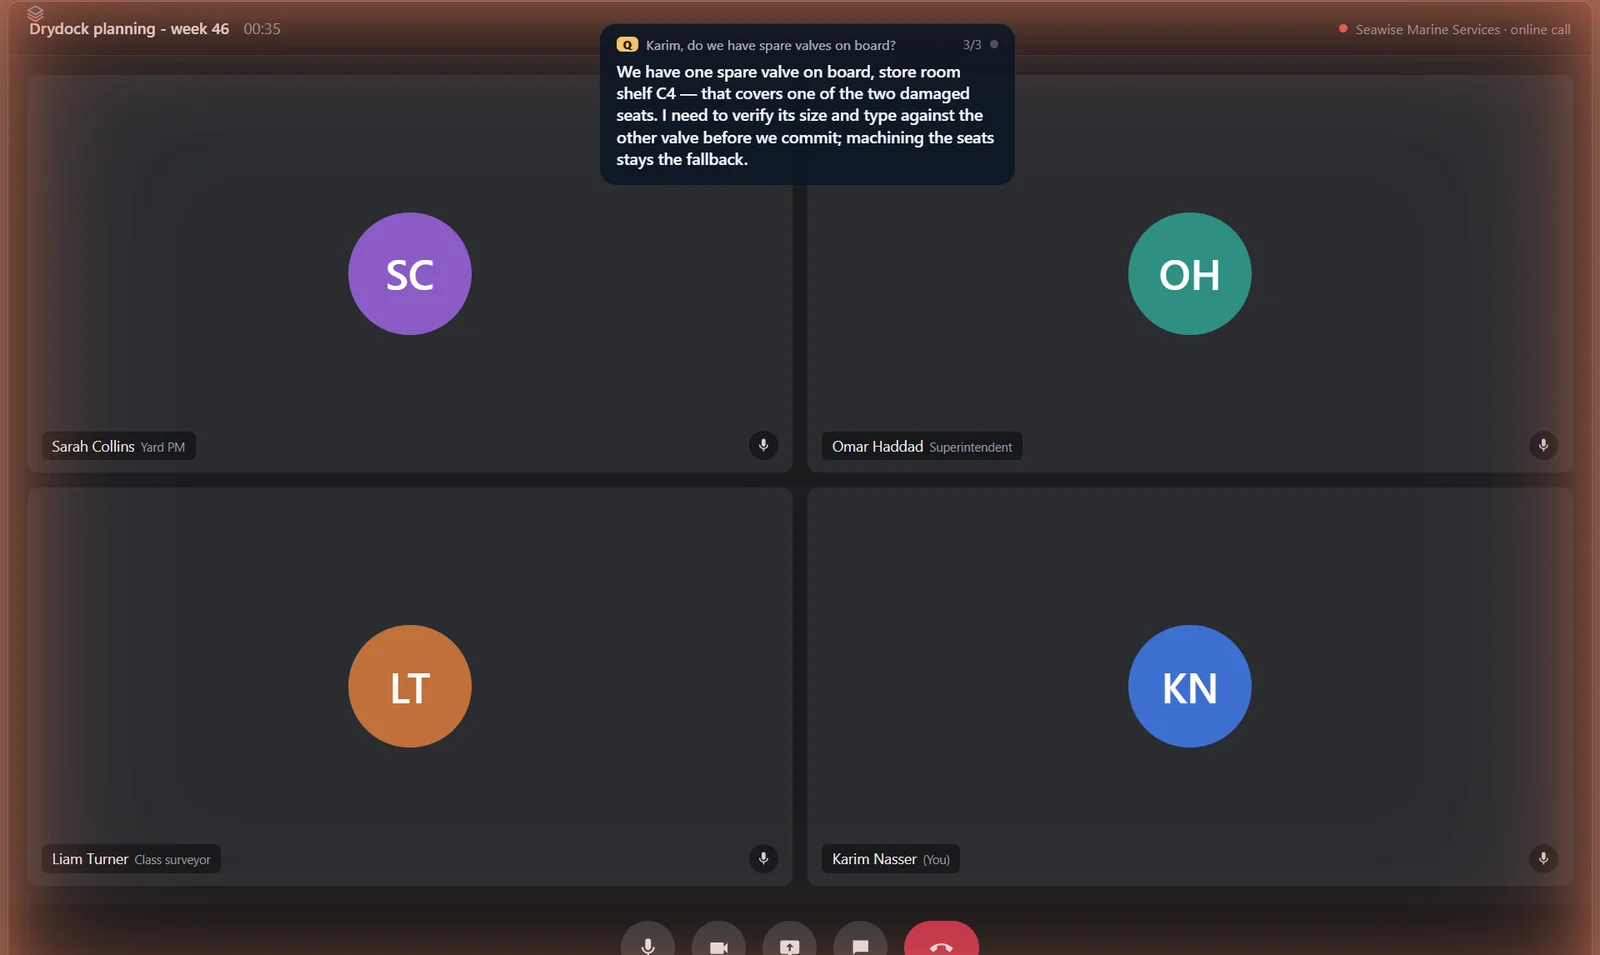 Drydock planning - week 46 00:35
Seawise Marine Services · online call
Q Karim, do we have spare valves on board? 3/3
We have one spare valve on board, store room
shelf C4 — that covers one of the two damaged
seats. I need to verify its size and type against the
other valve before we commit; machining the seats
stays the fallback.
SC
OH
Sarah Collins Yard PM
Omar Haddad Superintendent
LT
KN
Liam Turner Class surveyor
Karim Nasser (You)